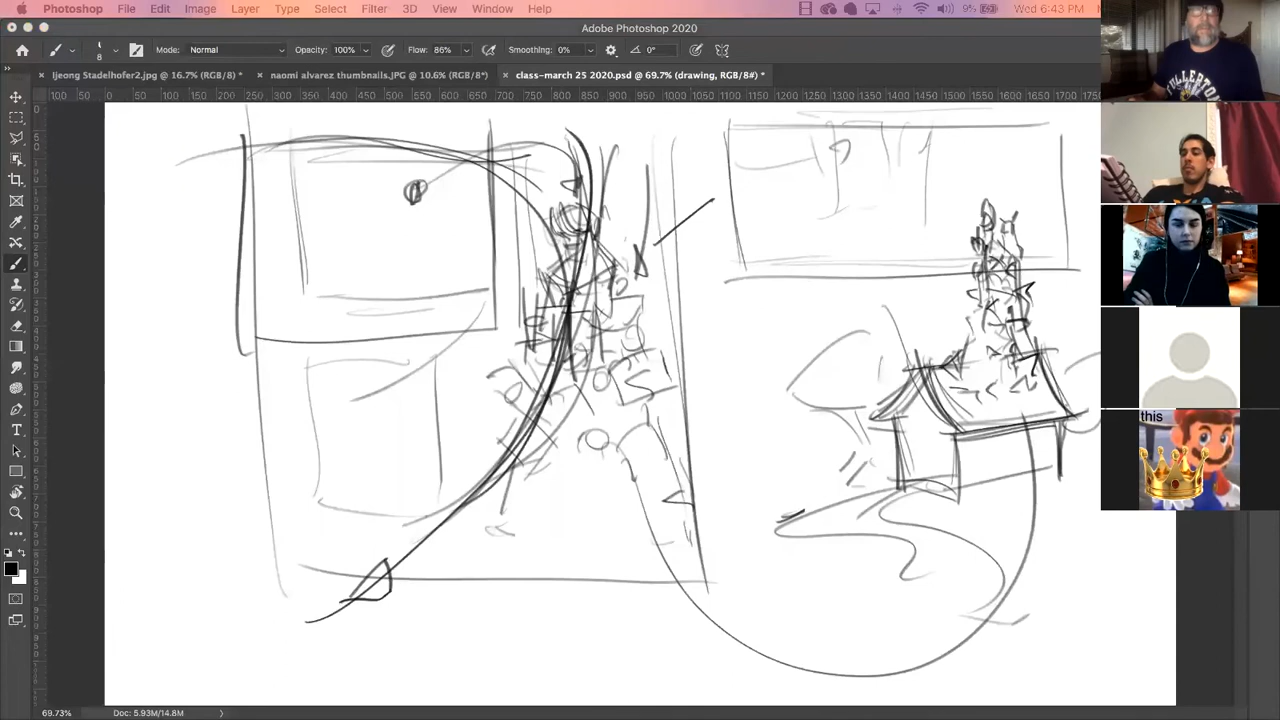 Photoshop File Edit Image Layer Type Select Filter 3D View Window Help 9% Wed 6:43 PM
Adobe Photoshop 2020
8 Mode: Normal Opacity: 100% Flow: 86% Smoothing: 0% 0°
Ijeong Stadelhofer2.jpg @ 16.7% (RGB/8) * naomi alvarez thumbnails.JPG @ 10.6% (RGB/8*) class-march 25 2020.psd @ 69.7% (drawing, RGB/8#) *
100 50 0 50 100 150 200 250 300 350 400 450 500 550 600 650 700 750 800 850 900 950 1000 1050 1100 1150 1200 1250 1300 1350 1400 1450 1500 1550 1600 1650 1700 1750
FULLERTON
this
69.73% Doc: 5.93M/14.8M